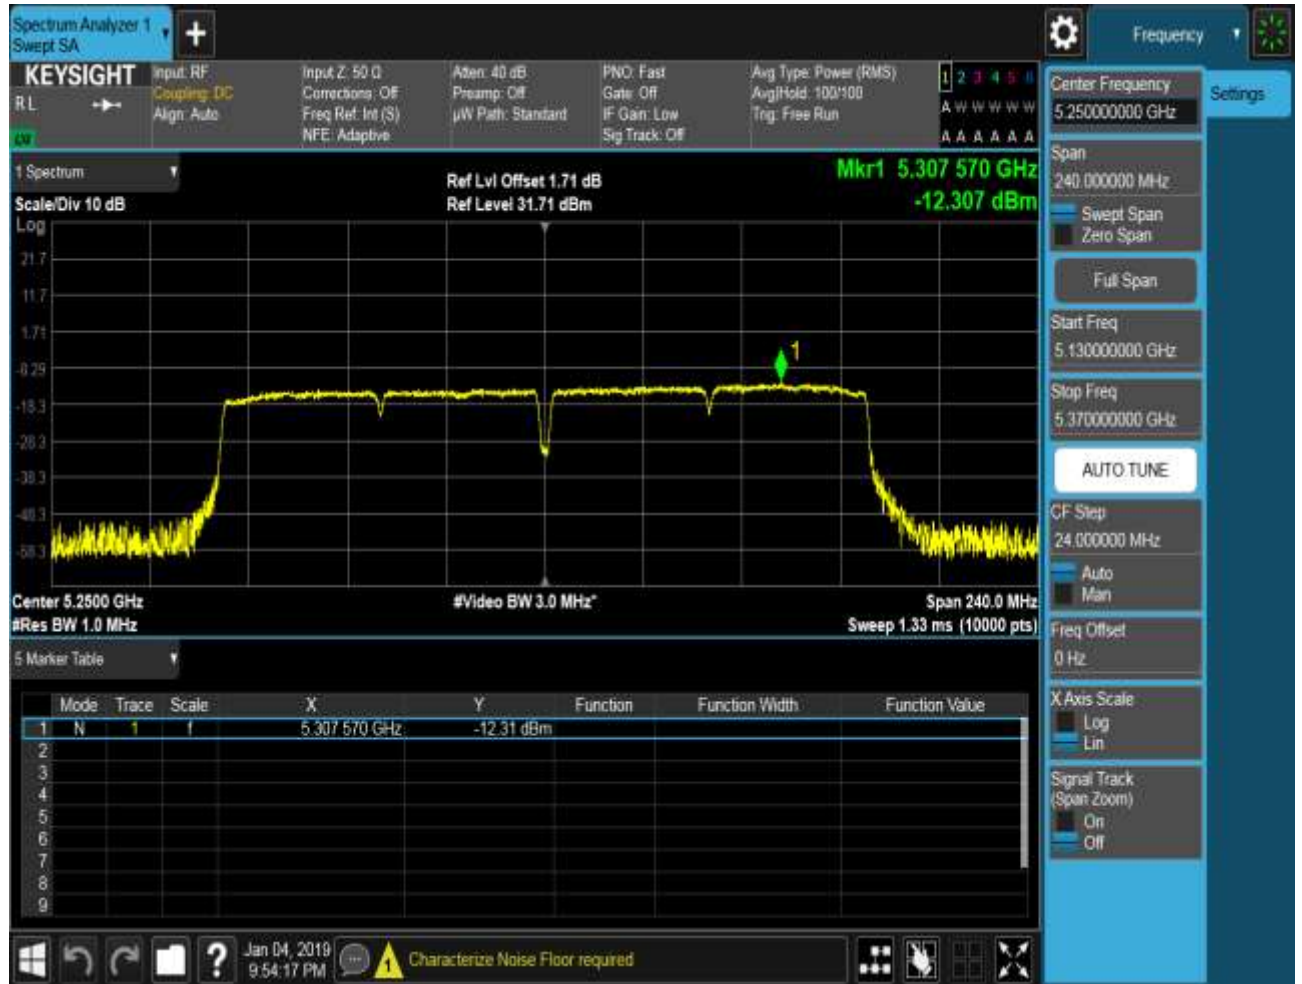 Spectrum Analyzer 1
Swept SA
Frequency
KEYSIGHT
RL
Input: RF
Coupling: DC
Align: Auto
Input Z: 50 Ω
Corrections: Off
Freq Ref: Int (S)
NFE: Adaptive
Atten: 40 dB
Preamp: Off
µW Path: Standard
PNO: Fast
Gate: Off
IF Gain: Low
Sig Track: Off
Avg Type: Power (RMS)
Avg|Hold: 100/100
Trig: Free Run
1 2 3 4 5 6
A W W W W W
A A A A A A
1 Spectrum
Scale/Div 10 dB
Ref Lvl Offset 1.71 dB
Ref Level 31.71 dBm
Mkr1 5.307 570 GHz
-12.307 dBm
Log
21.7
11.7
1.71
-8.29
-18.3
-28.3
-38.3
-48.3
-58.3
1
Center 5.2500 GHz
#Res BW 1.0 MHz
#Video BW 3.0 MHz*
Span 240.0 MHz
Sweep 1.33 ms (10000 pts)
5 Marker Table
Mode Trace Scale X Y Function Function Width Function Value
1 N 1 f 5.307 570 GHz -12.31 dBm
2
3
4
5
6
7
8
9
Jan 04, 2019
9:54:17 PM
Characterize Noise Floor required
Center Frequency
5.250000000 GHz
Settings
Span
240.000000 MHz
Swept Span
Zero Span
Full Span
Start Freq
5.130000000 GHz
Stop Freq
5.370000000 GHz
AUTO TUNE
CF Step
24.000000 MHz
Auto
Man
Freq Offset
0 Hz
X Axis Scale
Log
Lin
Signal Track
(Span Zoom)
On
Off